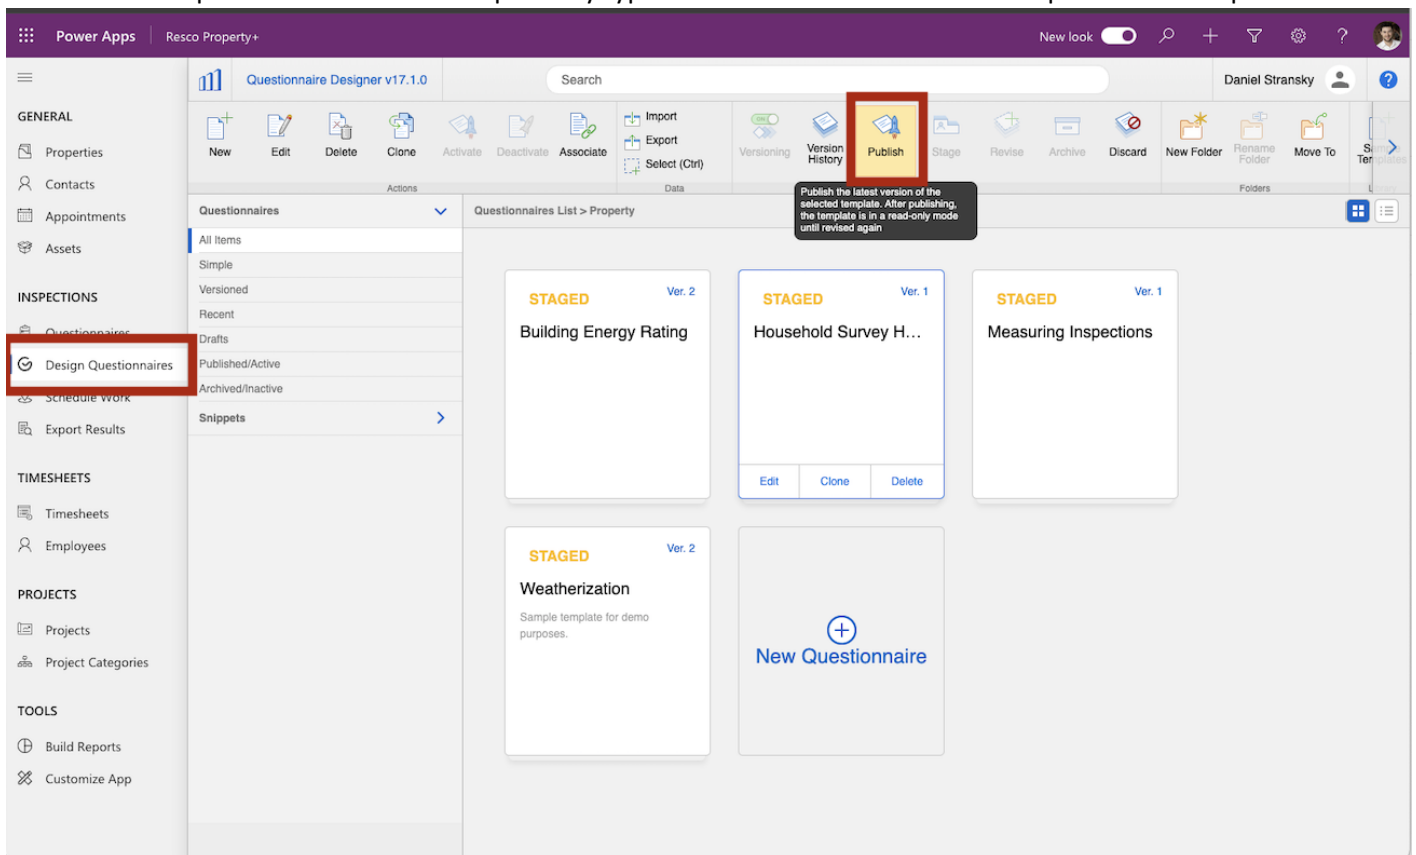 Power Apps
Resco Property+
New look
?
Questionnaire Designer v17.1.0
Search
Daniel Stransky
?
GENERAL
Properties
Contacts
Appointments
Assets
INSPECTIONS
Questionnaires
Design Questionnaires
Schedule Work
Export Results
TIMESHEETS
Timesheets
Employees
PROJECTS
Projects
Project Categories
TOOLS
Build Reports
Customize App
New
Edit
Delete
Clone
Activate
Deactivate
Associate
Import
Export
Select (Ctrl)
Versioning
Version
History
Publish
Stage
Revise
Archive
Discard
New Folder
Rename
Folder
Move To
Actions
Data
Folders
Publish the latest version of the
selected template. After publishing,
the template is in a read-only mode
until revised again
Questionnaires
All Items
Simple
Versioned
Recent
Drafts
Published/Active
Archived/Inactive
Snippets
Questionnaires List > Property
STAGED
Ver. 2
Building Energy Rating
STAGED
Ver. 1
Household Survey H...
Edit
Clone
Delete
STAGED
Ver. 1
Measuring Inspections
STAGED
Ver. 2
Weatherization
Sample template for demo
purposes.
New Questionnaire